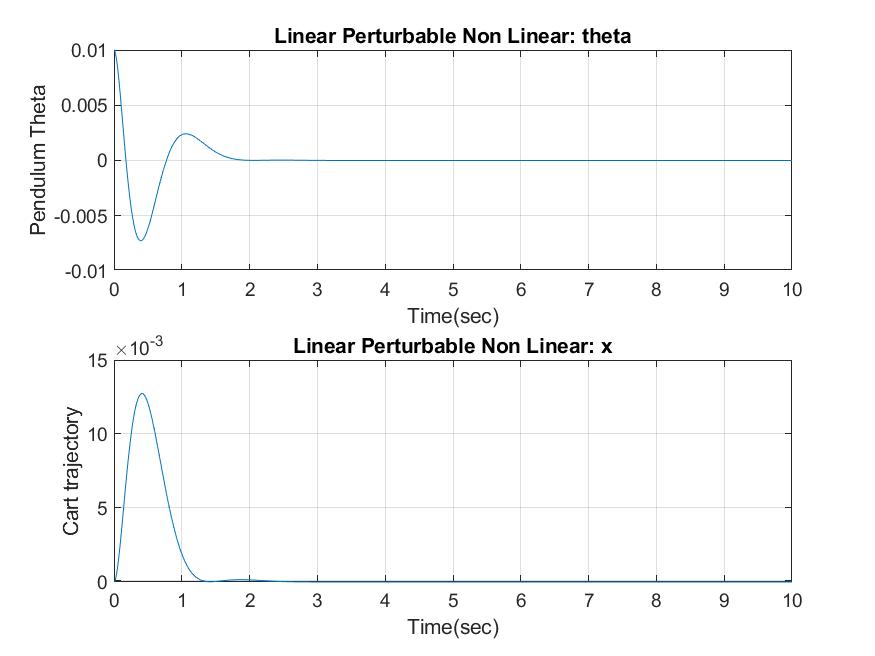 Linear Perturbable Non Linear: theta
Pendulum Theta
0.01
0.005
0
-0.005
-0.01
0 1 2 3 4 5 6 7 8 9 10
Time(sec)
×10-3
Linear Perturbable Non Linear: x
Cart trajectory
15
10
5
0
0 1 2 3 4 5 6 7 8 9 10
Time(sec)